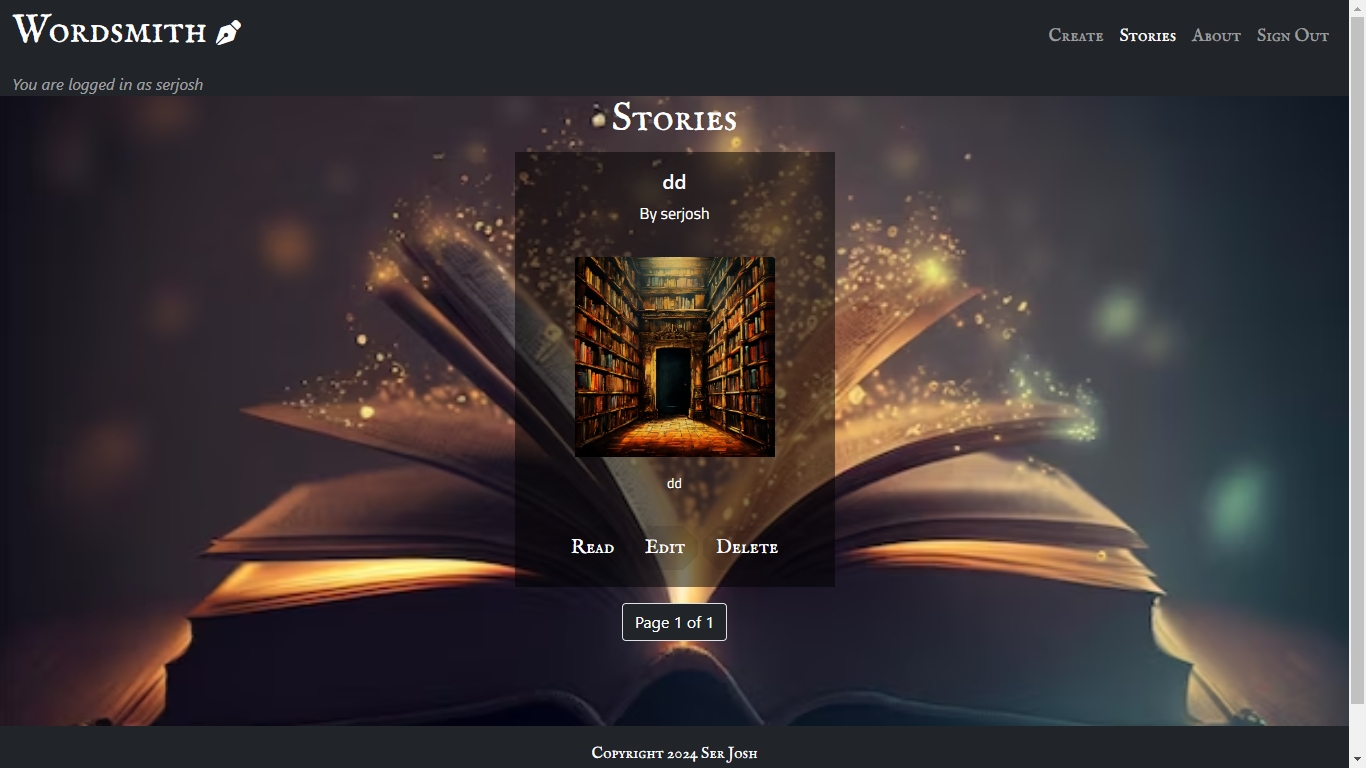 Wordsmith
Create Stories About Sign Out
You are logged in as serjosh
Stories
dd
By serjosh
dd
Read Edit Delete
Page 1 of 1
Copyright 2024 Ser Josh